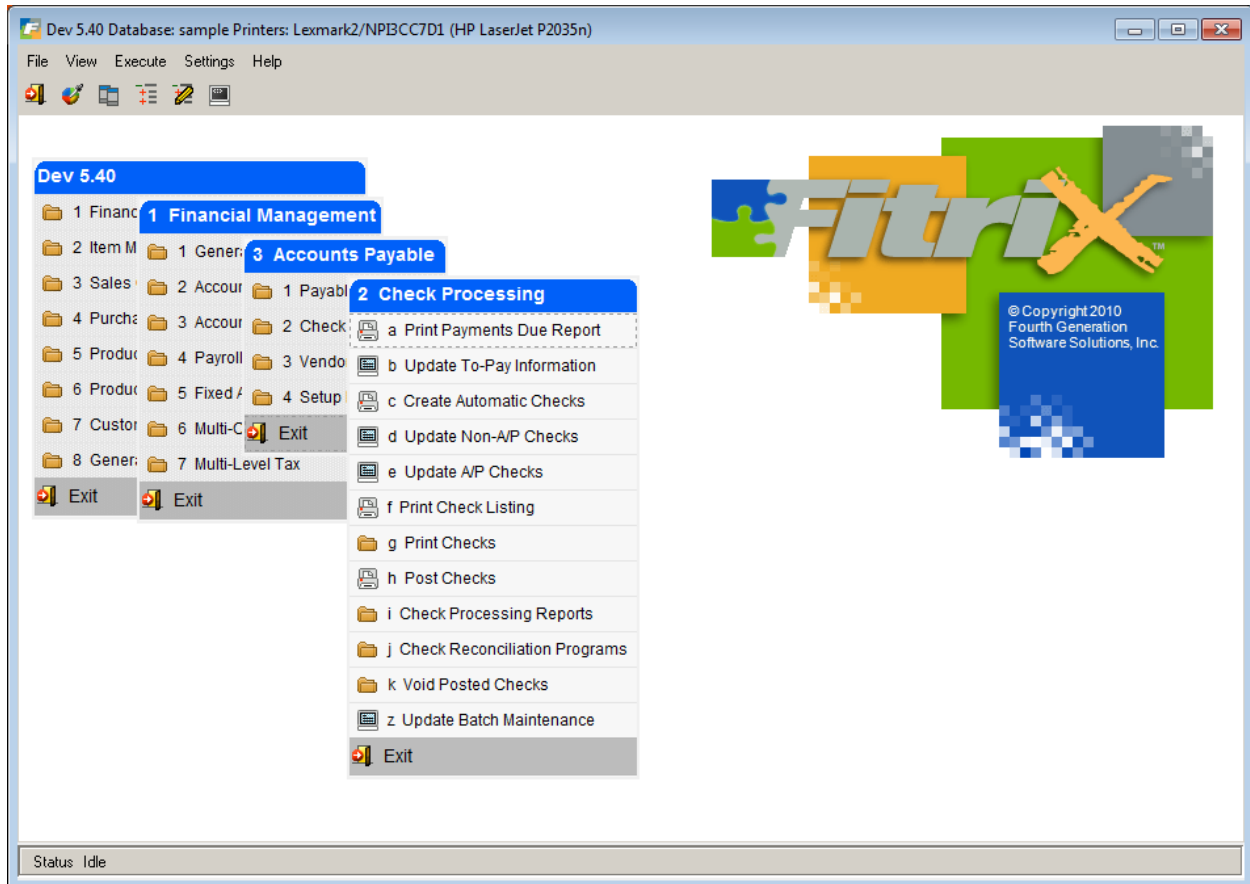 Dev 5.40 Database: sample Printers: Lexmark2/NPI3CC7D1 (HP LaserJet P2035n)
File View Execute Settings Help
Dev 5.40
1 Financ
2 Item M
3 Sales
4 Purcha
5 Produc
6 Produc
7 Custo
8 Genera
Exit
1 Financial Management
1 Genera
2 Accour
3 Accour
4 Payroll
5 Fixed A
6 Multi-C
7 Multi-Level Tax
Exit
3 Accounts Payable
1 Payabl
2 Check
3 Vendo
4 Setup
Exit
2 Check Processing
a Print Payments Due Report
b Update To-Pay Information
c Create Automatic Checks
d Update Non-A/P Checks
e Update A/P Checks
f Print Check Listing
g Print Checks
h Post Checks
i Check Processing Reports
j Check Reconciliation Programs
k Void Posted Checks
z Update Batch Maintenance
Exit
FitriX
TM
© Copyright 2010
Fourth Generation
Software Solutions, Inc.
Status Idle